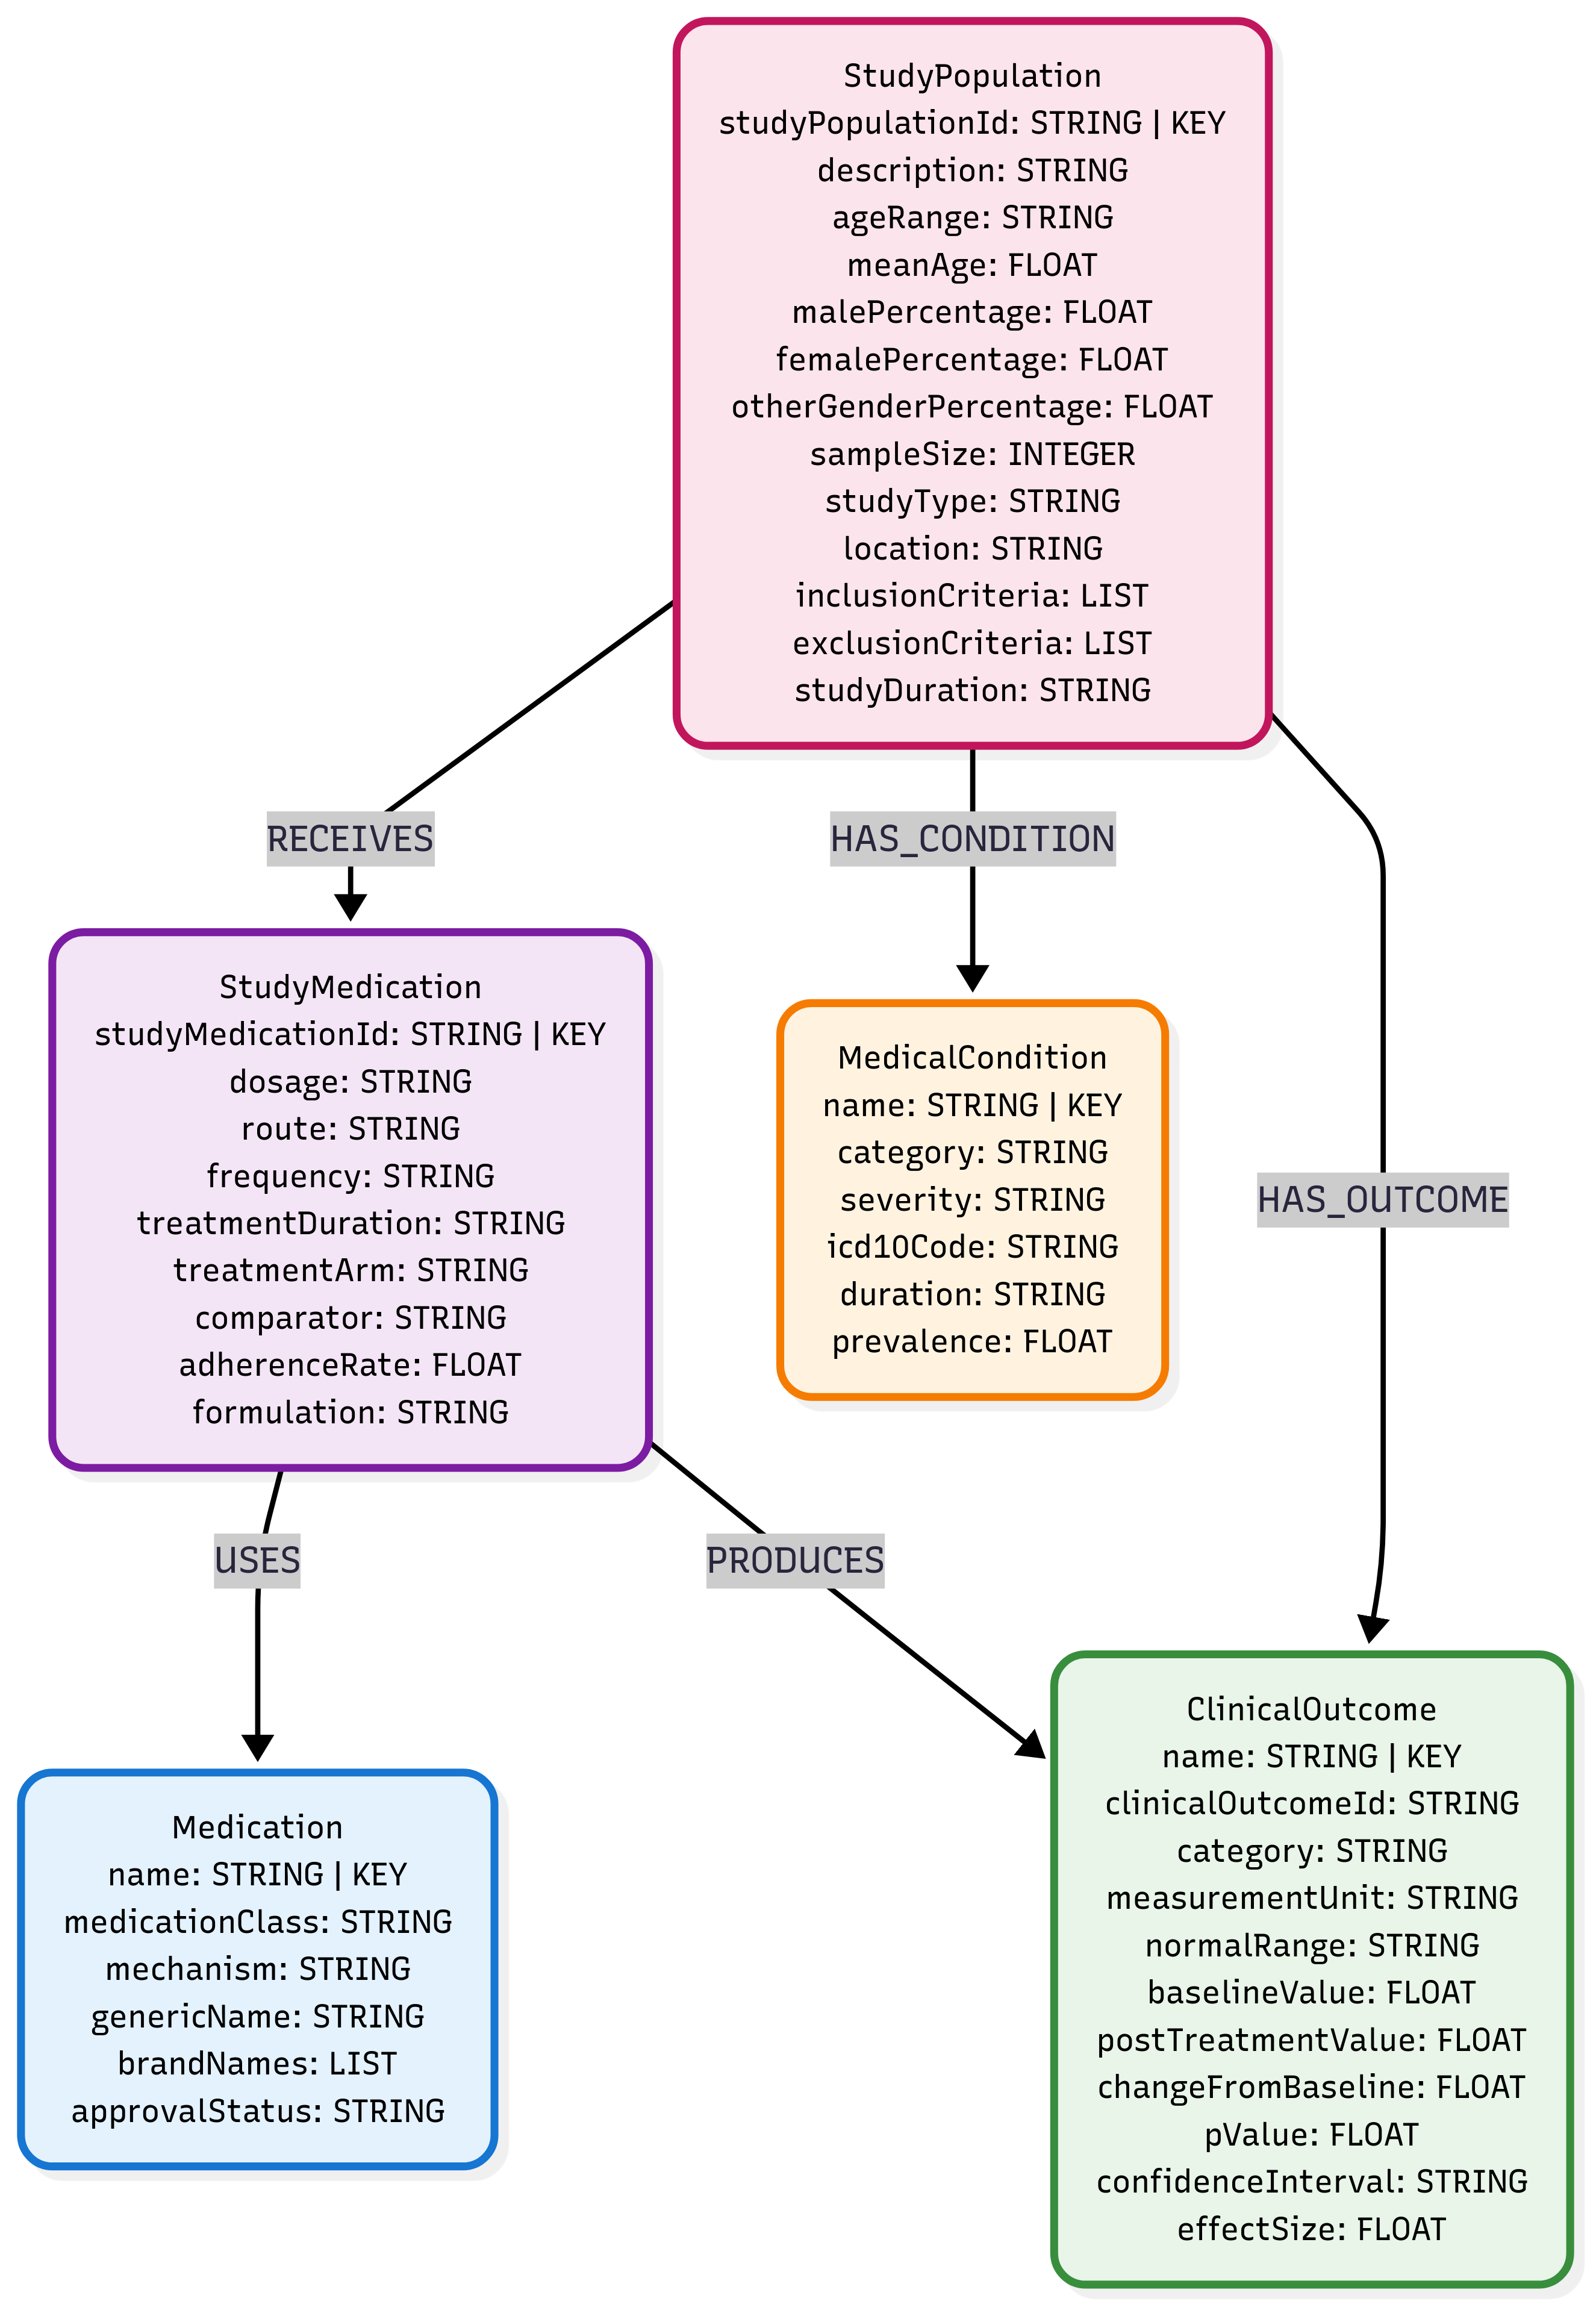 StudyPopulation
studyPopulationId: STRING | KEY
description: STRING
ageRange: STRING
meanAge: FLOAT
malePercentage: FLOAT
femalePercentage: FLOAT
otherGenderPercentage: FLOAT
sampleSize: INTEGER
studyType: STRING
location: STRING
inclusionCriteria: LIST
exclusionCriteria: LIST
studyDuration: STRING
RECEIVES
HAS_CONDITION
HAS_OUTCOME
StudyMedication
studyMedicationId: STRING | KEY
dosage: STRING
route: STRING
frequency: STRING
treatmentDuration: STRING
treatmentArm: STRING
comparator: STRING
adherenceRate: FLOAT
formulation: STRING
MedicalCondition
name: STRING | KEY
category: STRING
severity: STRING
icd10Code: STRING
duration: STRING
prevalence: FLOAT
USES
PRODUCES
Medication
name: STRING | KEY
medicationClass: STRING
mechanism: STRING
genericName: STRING
brandNames: LIST
approvalStatus: STRING
ClinicalOutcome
name: STRING | KEY
clinicalOutcomeId: STRING
category: STRING
measurementUnit: STRING
normalRange: STRING
baselineValue: FLOAT
postTreatmentValue: FLOAT
changeFromBaseline: FLOAT
pValue: FLOAT
confidenceInterval: STRING
effectSize: FLOAT